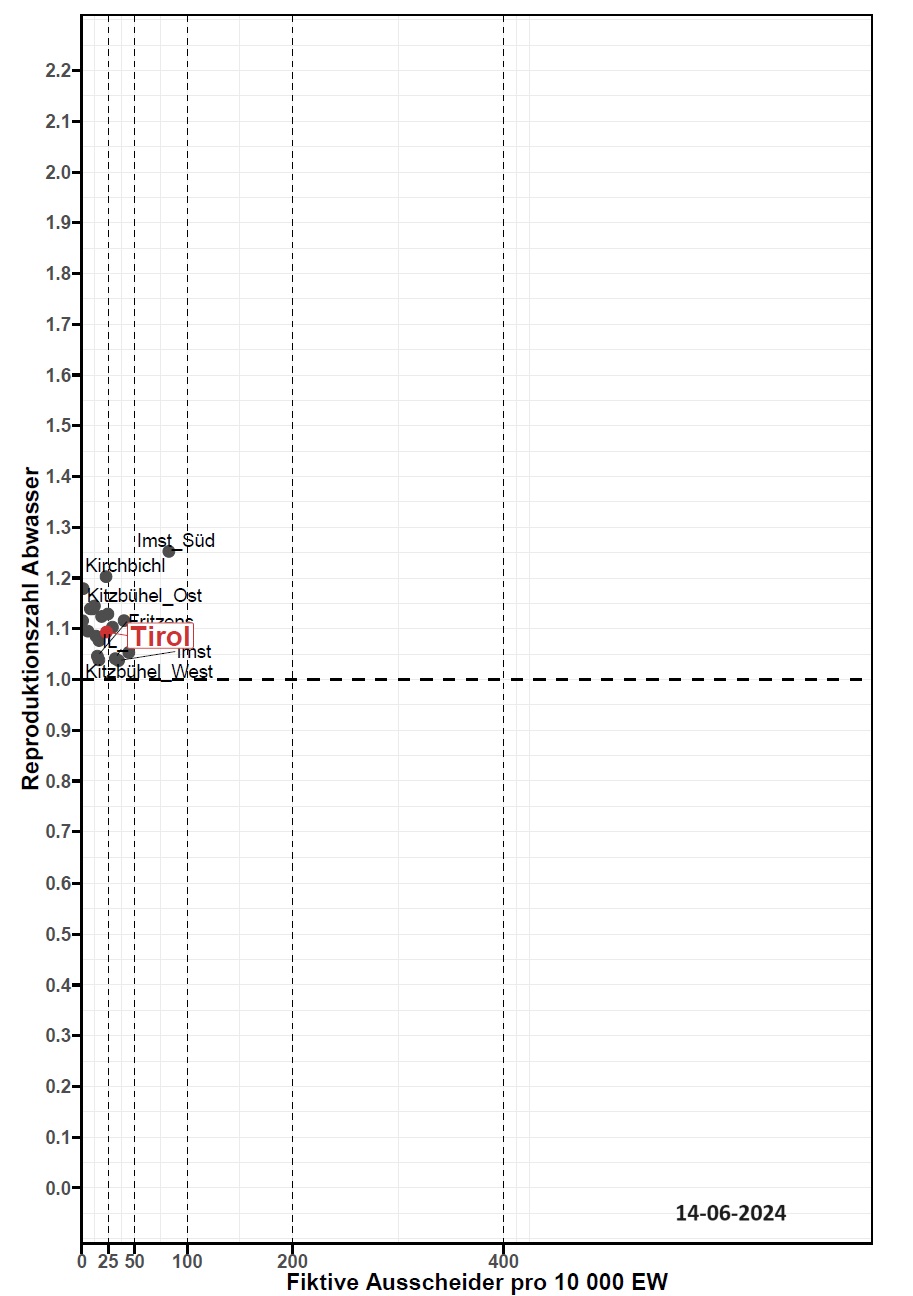 2.2
2.1
2.0
1.9
1.8
1.7
1.6
1.5
1.4
1.3
1.2
1.1
1.0
0.9
0.8
0.7
0.6
0.5
0.4
0.3
0.2
0.1
0.0
Reproduktionszahl Abwasser
Imst_Süd
Kirchbichl
Kitzbühel_Ost
Fritzens
Tirol
IL_
Imst
Kitzbühel_West
14-06-2024
0 25 50 100 200 400
Fiktive Ausscheider pro 10 000 EW